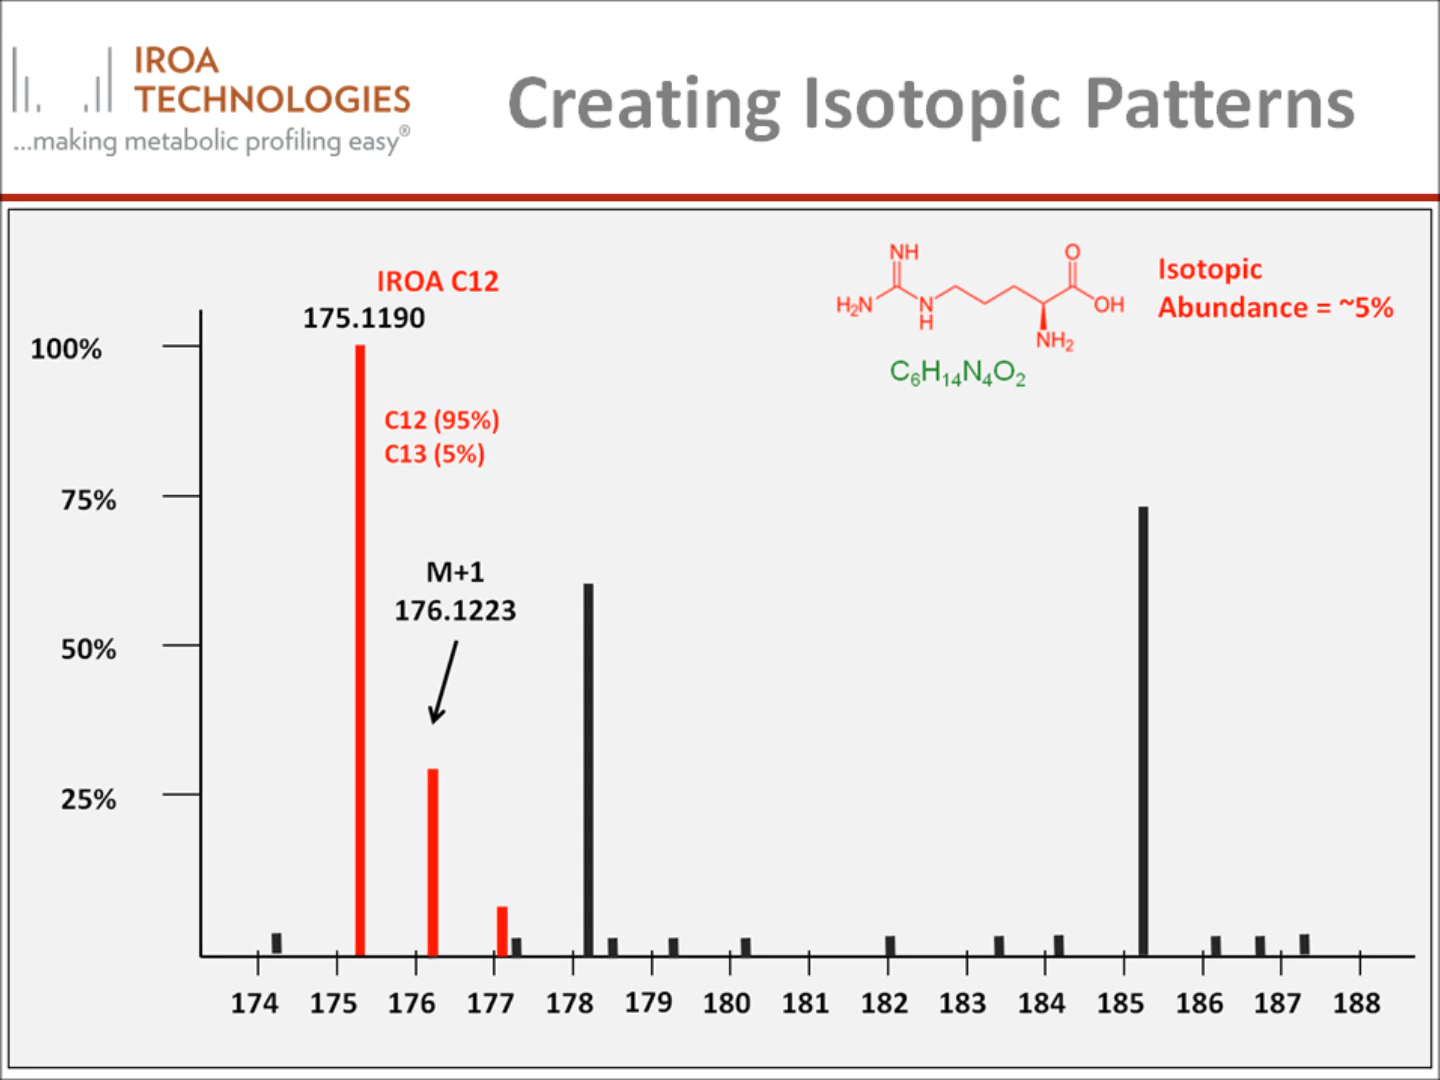 IROA
TECHNOLOGIES
...making metabolic profiling easy®
Creating Isotopic Patterns
IROA C12
175.1190
100%
C12 (95%)
C13 (5%)
75%
M+1
176.1223
50%
25%
NH
O
H₂N
N
H
OH
NH₂
C₆H₁₄N₄O₂
Isotopic
Abundance = ~5%
174 175 176 177 178 179 180 181 182 183 184 185 186 187 188